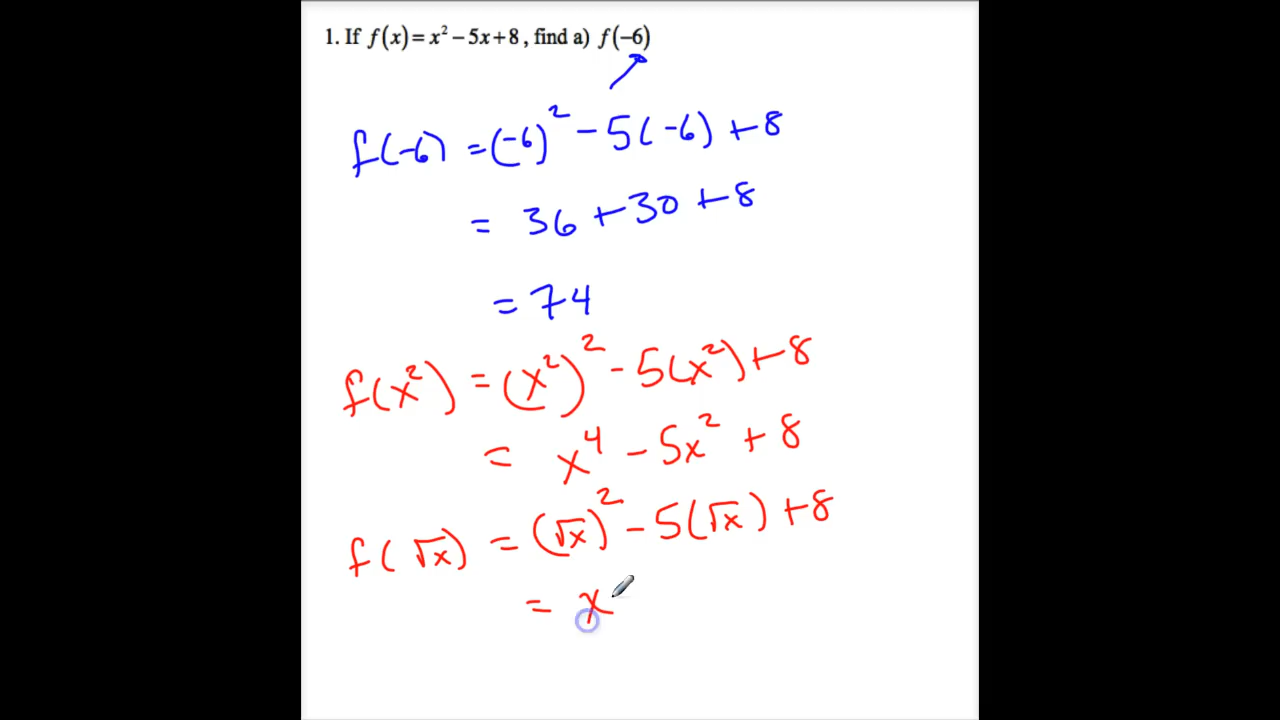 1. If f(x) = x² − 5x + 8 , find a) f(−6)
f(-6) = (-6)² - 5(-6) + 8
= 36 + 30 + 8
= 74
f(x²) = (x²)² - 5(x²) + 8
= x⁴ - 5x² + 8
f(√x) = (√x)² - 5(√x) + 8
= x